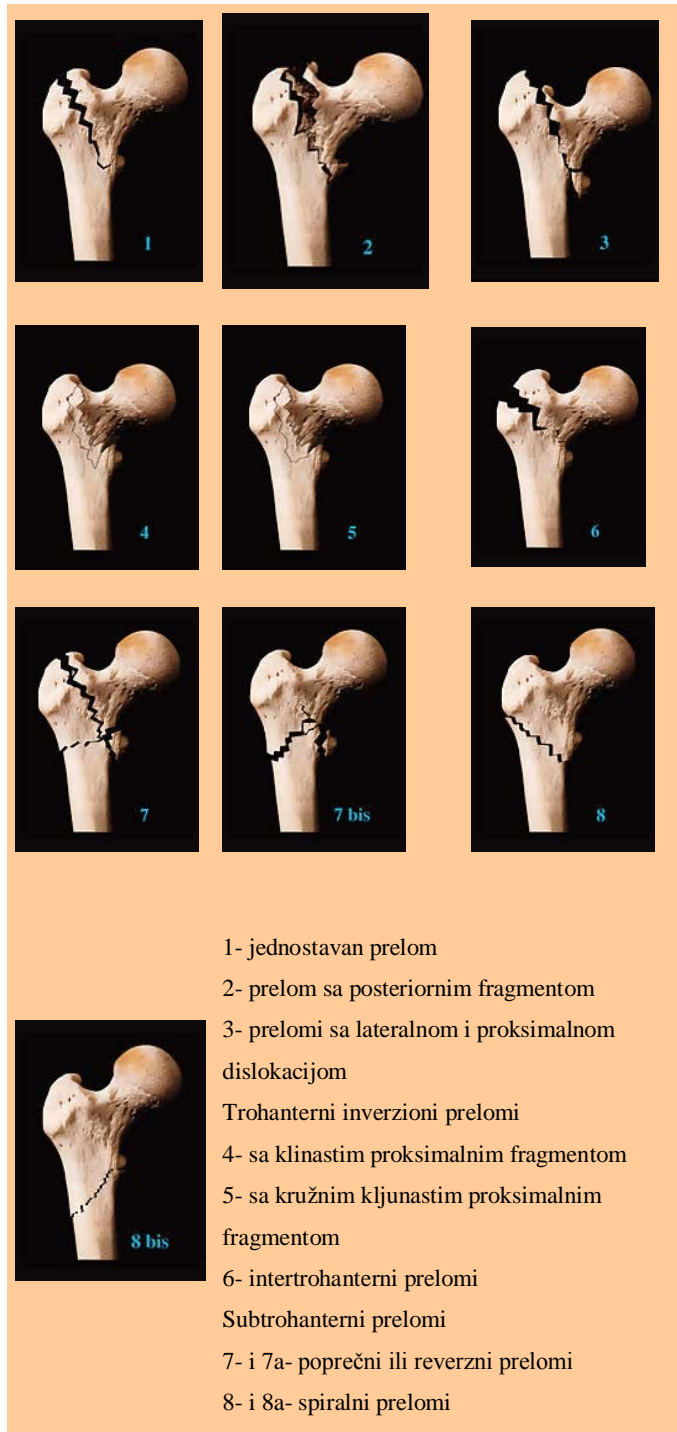 1
2
3
4
5
6
7
7 bis
8
8 bis
1- jednostavan prelom
2- prelom sa posteriornim fragmentom
3- prelomi sa lateralnom i proksimalnom
dislokacijom
Trohanterni inverzioni prelomi
4- sa klinastim proksimalnim fragmentom
5- sa kružnim kljunastim proksimalnim
fragmentom
6- intertrohanterni prelomi
Subtrohanterni prelomi
7- i 7a- poprečni ili reverzni prelomi
8- i 8a- spiralni prelomi